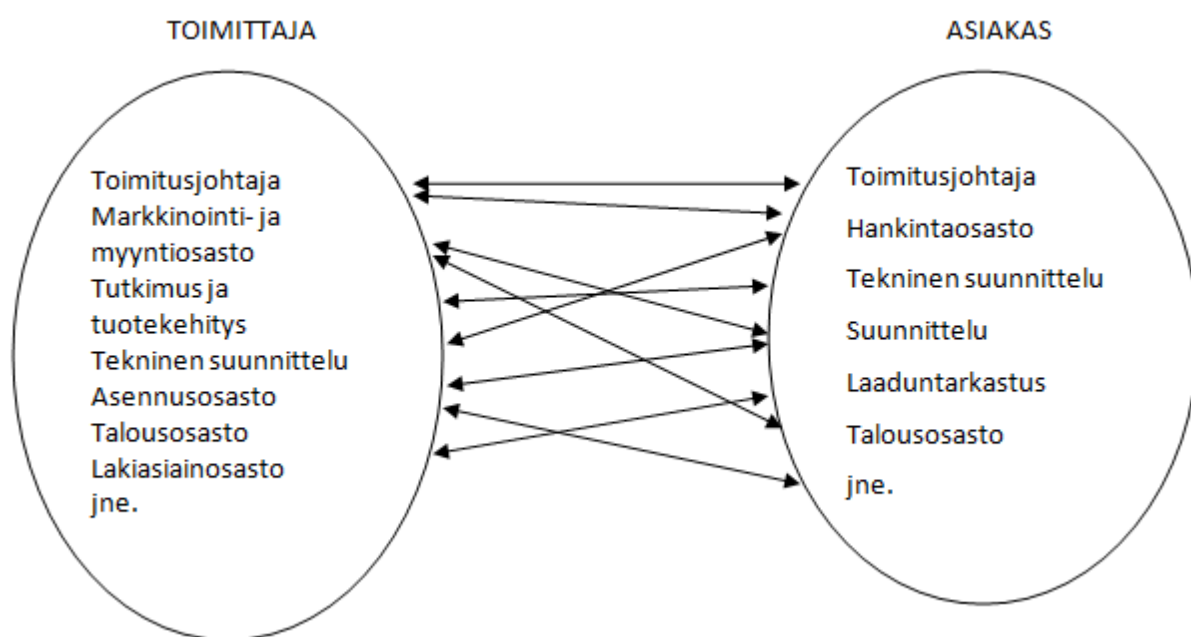 TOIMITTAJA
ASIAKAS
Toimitusjohtaja
Markkinointi- ja
myyntiosasto
Tutkimus ja
tuotekehitys
Tekninen suunnittelu
Asennusosasto
Talousosasto
Lakiasiainosasto
jne.
Toimitusjohtaja
Hankintaosasto
Tekninen suunnittelu
Suunnittelu
Laaduntarkastus
Talousosasto
jne.